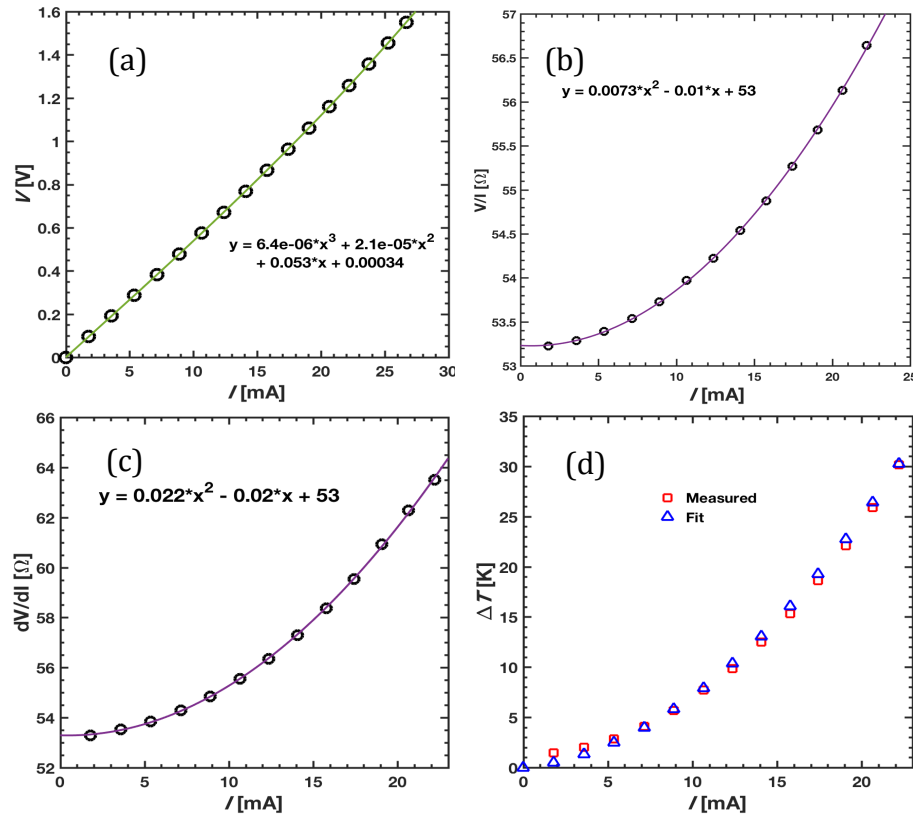 (a)
1.6
1.4
1.2
1
0.8
0.6
0.4
0.2
0
V [V]
y = 6.4e-06*x³ + 2.1e-05*x²
+ 0.053*x + 0.00034
0 5 10 15 20 25 30
I [mA]
(b)
57
56.5
56
55.5
55
54.5
54
53.5
53
V/I [Ω]
y = 0.0073*x² - 0.01*x + 53
0 5 10 15 20 25
I [mA]
(c)
66
64
62
60
58
56
54
52
dV/dI [Ω]
y = 0.022*x² - 0.02*x + 53
0 5 10 15 20
I [mA]
(d)
35
30
25
20
15
10
5
0
ΔT [K]
Measured
Fit
0 5 10 15 20
I [mA]